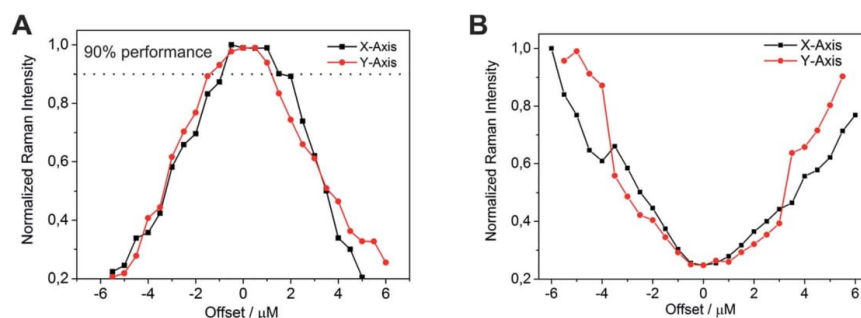 A
Normalized Raman Intensity
1,0
0,8
0,6
0,4
0,2
90% performance
X-Axis
Y-Axis
-6 -4 -2 0 2 4 6
Offset / µM
B
Normalized Raman Intensity
1,0
0,8
0,6
0,4
0,2
X-Axis
Y-Axis
-6 -4 -2 0 2 4 6
Offset / µM